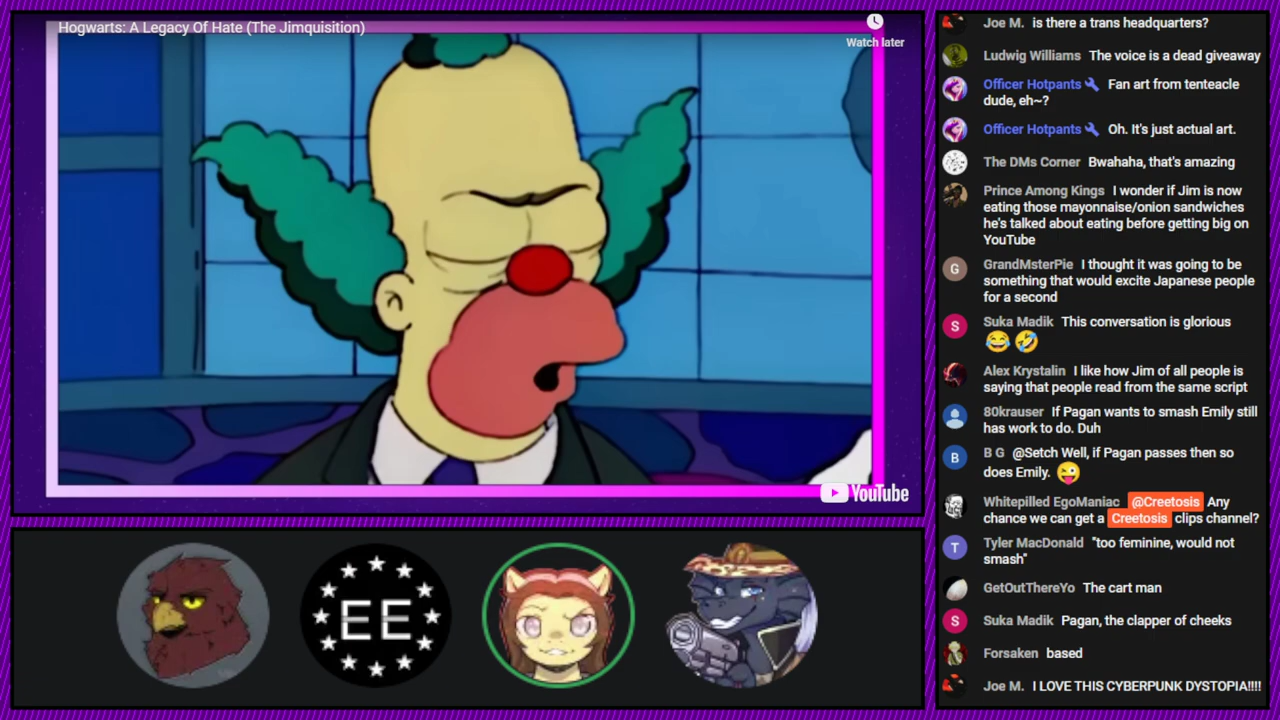 Hogwarts: A Legacy Of Hate (The Jimquisition)
Watch later
YouTube
EE
Joe M. is there a trans headquarters?
Ludwig Williams The voice is a dead giveaway
Officer Hotpants Fan art from tenteacle
dude, eh~?
Officer Hotpants Oh. It's just actual art.
The DMs Corner Bwahaha, that's amazing
Prince Among Kings I wonder if Jim is now
eating those mayonnaise/onion sandwiches
he's talked about eating before getting big on
YouTube
G
GrandMsterPie I thought it was going to be
something that would excite Japanese people
for a second
S
Suka Madik This conversation is glorious
😂 🤣
Alex Krystalin I like how Jim of all people is
saying that people read from the same script
80krauser If Pagan wants to smash Emily still
has work to do. Duh
B
B G @Setch Well, if Pagan passes then so
does Emily. 😜
Whitepilled EgoManiac @Creetosis Any
chance we can get a Creetosis clips channel?
T
Tyler MacDonald "too feminine, would not
smash"
GetOutThereYo The cart man
S
Suka Madik Pagan, the clapper of cheeks
Forsaken based
Joe M. I LOVE THIS CYBERPUNK DYSTOPIA!!!!